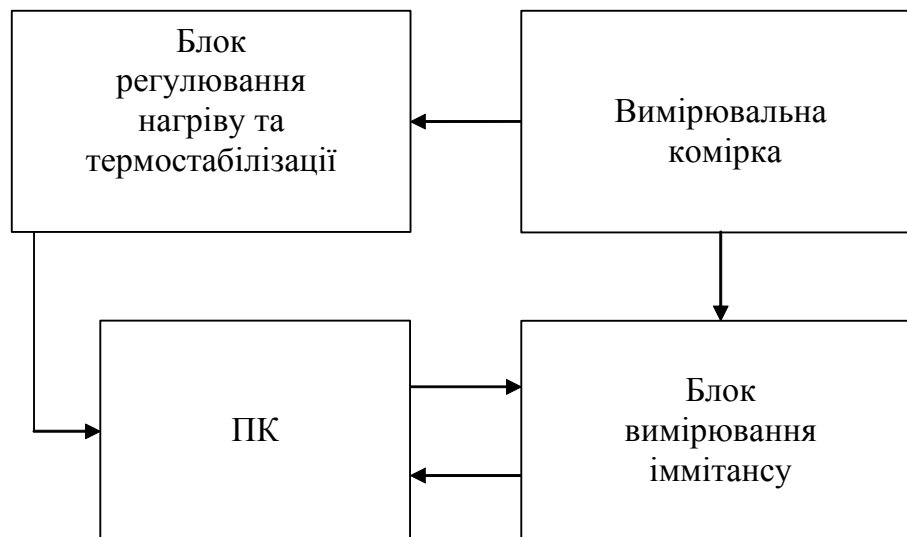 Блок
регулювання
нагріву та
термостабілізації
Вимірювальна
комірка
ПК
Блок
вимірювання
іммітансу